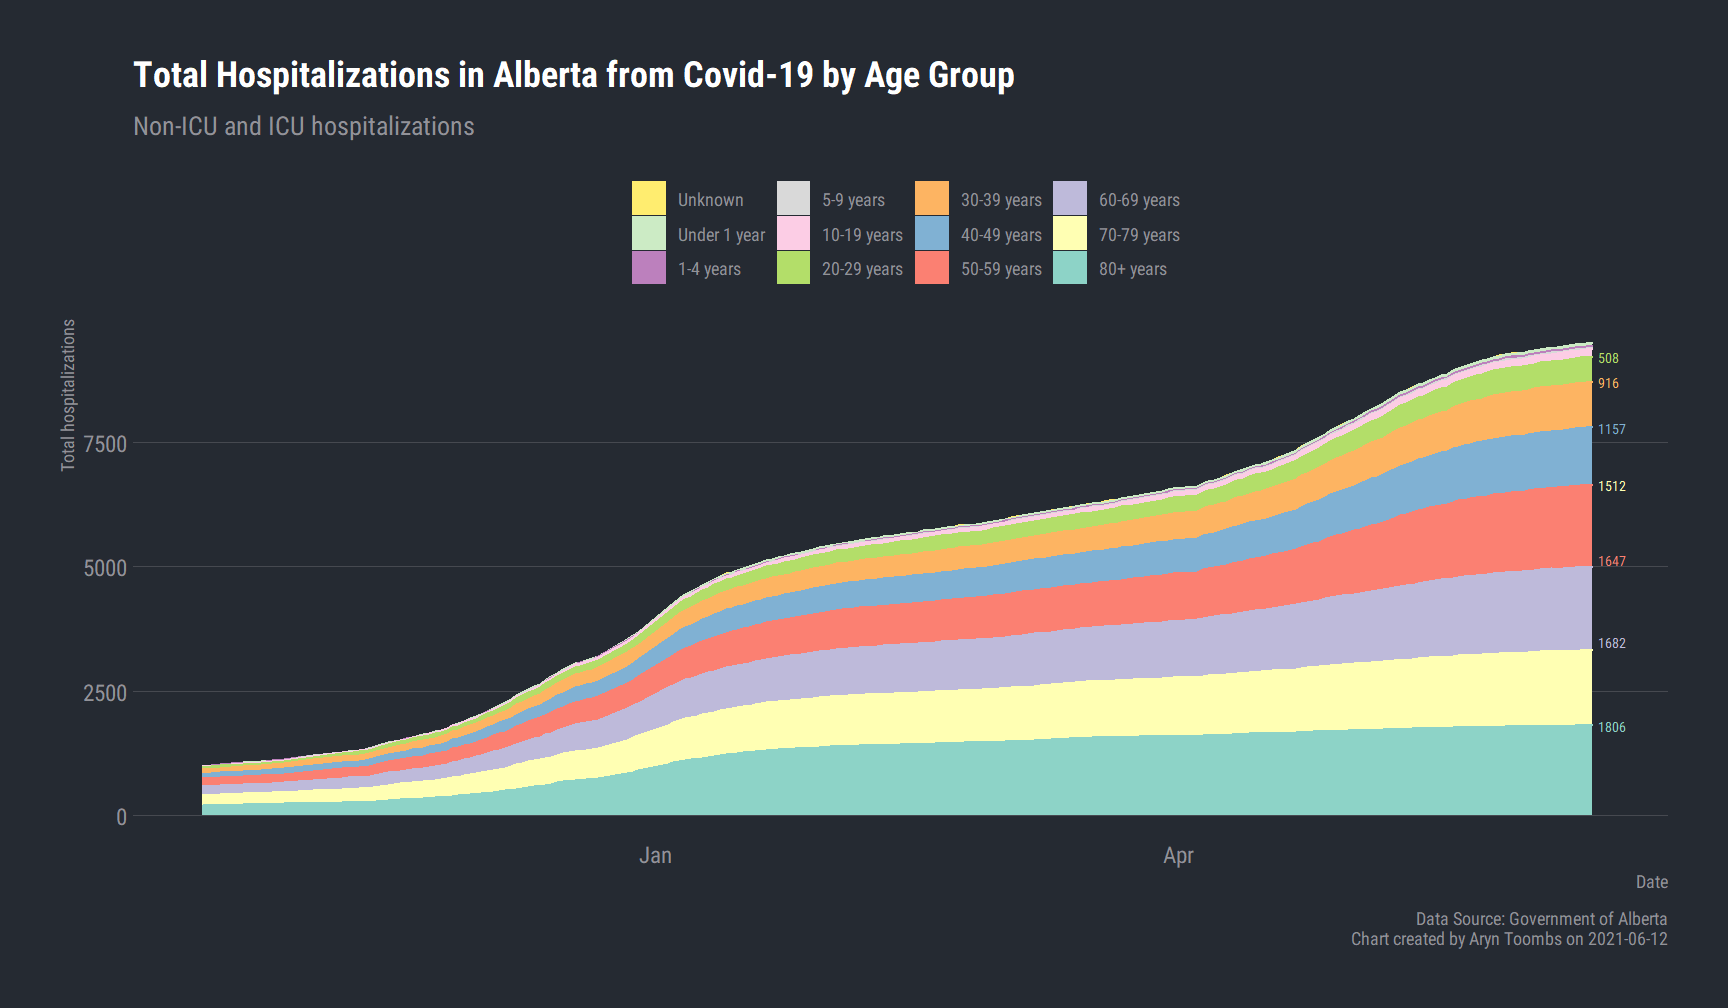 Total Hospitalizations in Alberta from Covid-19 by Age Group
Non-ICU and ICU hospitalizations
Unknown
Under 1 year
1-4 years
5-9 years
10-19 years
20-29 years
30-39 years
40-49 years
50-59 years
60-69 years
70-79 years
80+ years
Total hospitalizations
7500
5000
2500
0
508
916
1157
1512
1647
1682
1806
Jan
Apr
Date
Data Source: Government of Alberta
Chart created by Aryn Toombs on 2021-06-12